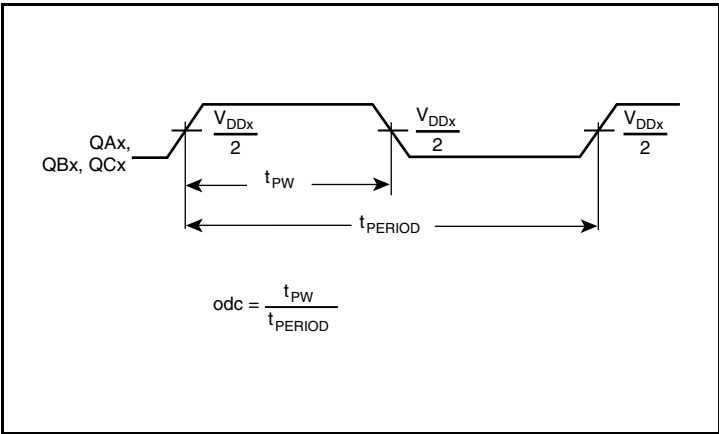 QAx,
QBx, QCx
VDDx
2
VDDx
2
VDDx
2
tPW
tPERIOD
odc = tPW
tPERIOD